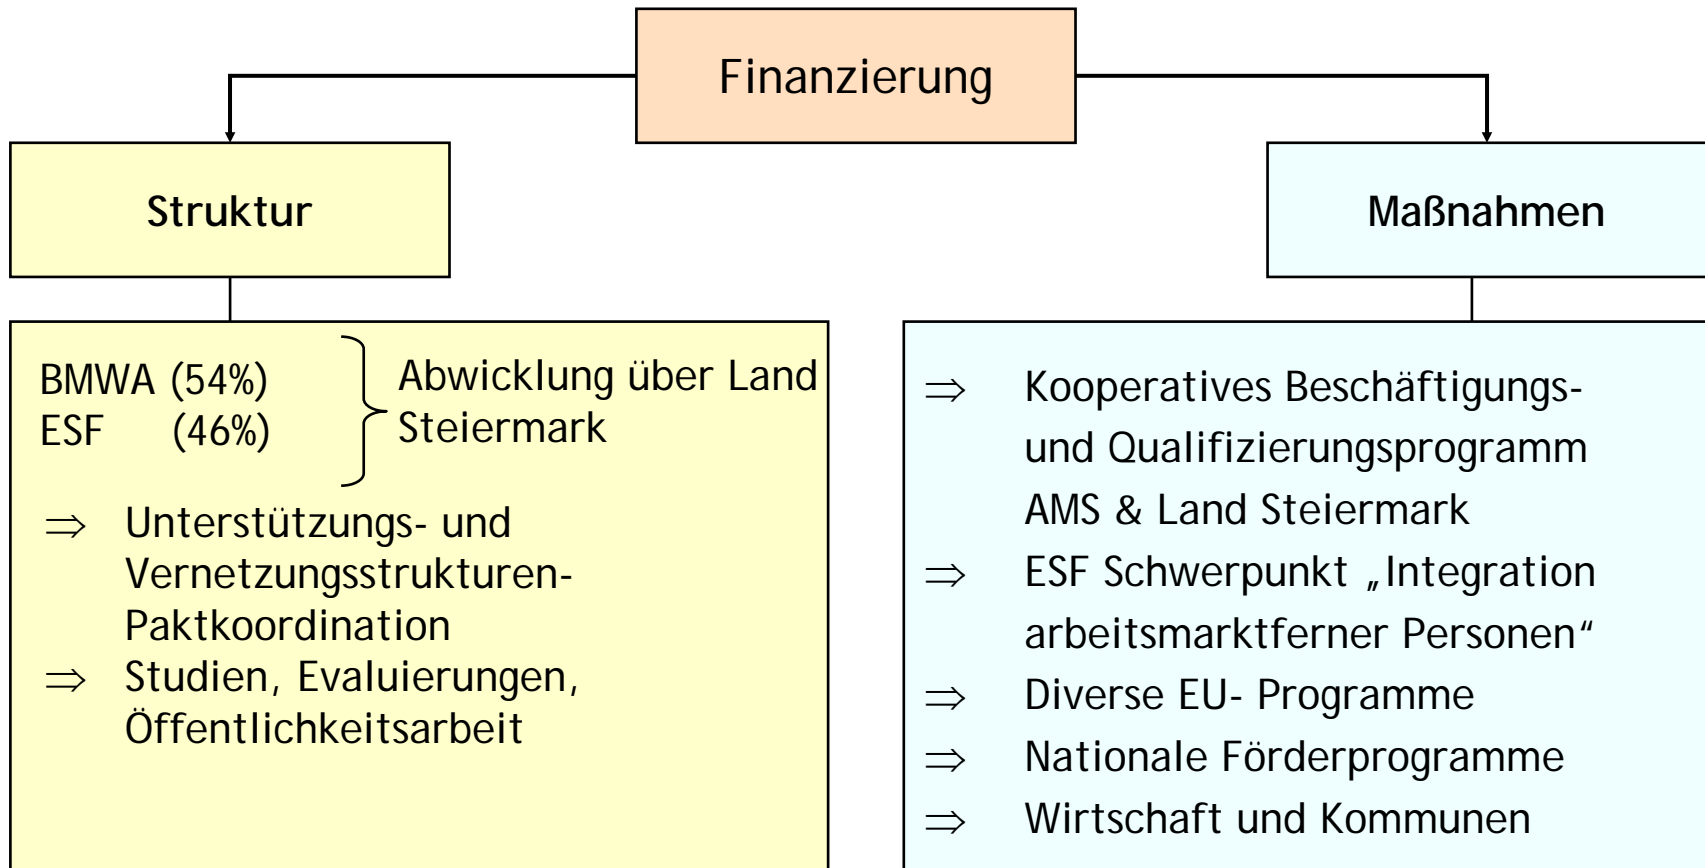 Finanzierung
Struktur
Maßnahmen
BMWA (54%)
ESF (46%)
Abwicklung über Land
Steiermark
⇒ Unterstützungs- und
Vernetzungsstrukturen-
Paktkoordination
⇒ Studien, Evaluierungen,
Öffentlichkeitsarbeit
⇒ Kooperatives Beschäftigungs-
und Qualifizierungsprogramm
AMS & Land Steiermark
⇒ ESF Schwerpunkt „Integration
arbeitsmarktferner Personen“
⇒ Diverse EU- Programme
⇒ Nationale Förderprogramme
⇒ Wirtschaft und Kommunen